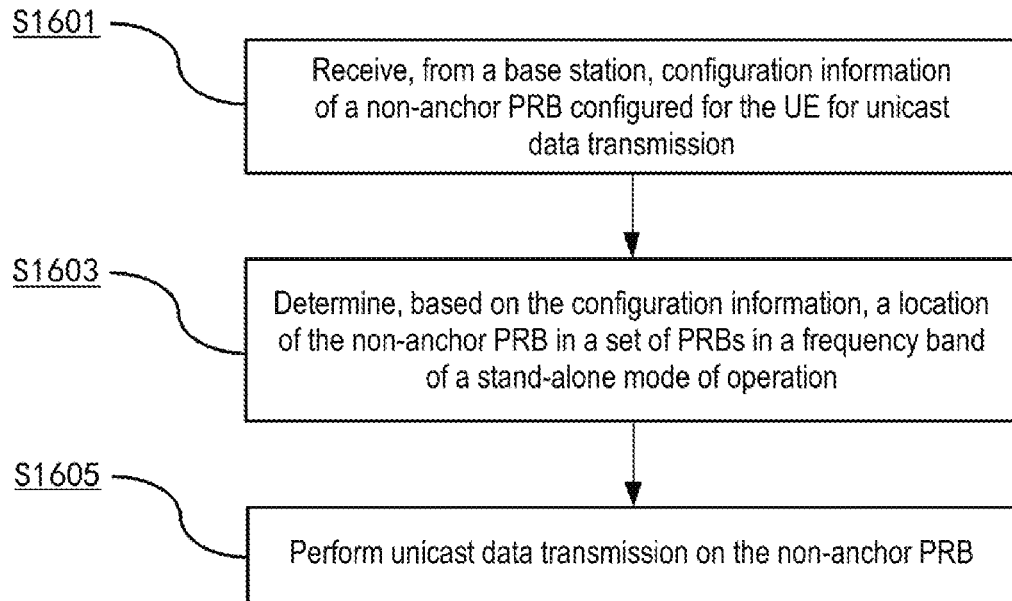 S1601
Receive, from a base station, configuration information
of a non-anchor PRB configured for the UE for unicast
data transmission
S1603
Determine, based on the configuration information, a location
of the non-anchor PRB in a set of PRBs in a frequency band
of a stand-alone mode of operation
S1605
Perform unicast data transmission on the non-anchor PRB